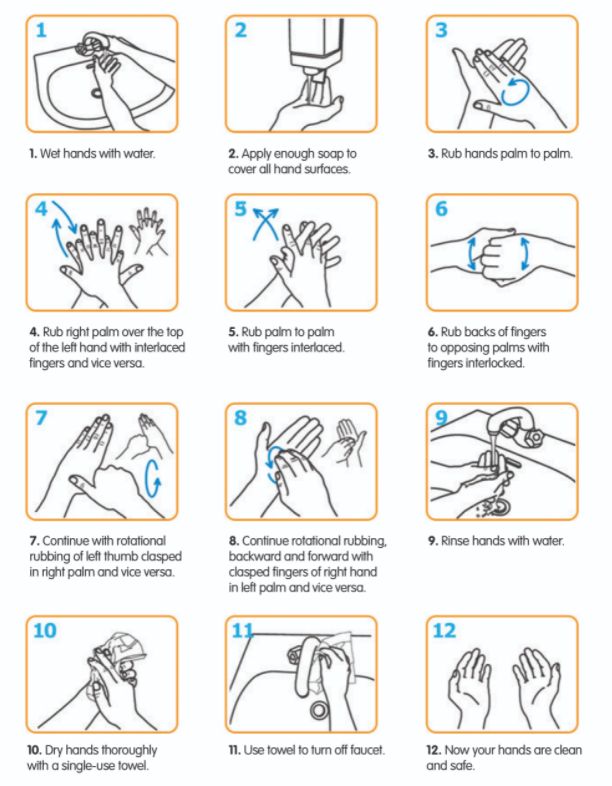 1
2
3
1. Wet hands with water.
2. Apply enough soap to
cover all hand surfaces.
3. Rub hands palm to palm.
4
5
6
4. Rub right palm over the top
of the left hand with interlaced
fingers and vice versa.
5. Rub palm to palm
with fingers interlaced.
6. Rub backs of fingers
to opposing palms with
fingers interlocked.
7
8
9
7. Continue with rotational
rubbing of left thumb clasped
in right palm and vice versa.
8. Continue rotational rubbing,
backward and forward with
clasped fingers of right hand
in left palm and vice versa.
9. Rinse hands with water.
10
11
12
10. Dry hands thoroughly
with a single-use towel.
11. Use towel to turn off faucet.
12. Now your hands are clean
and safe.